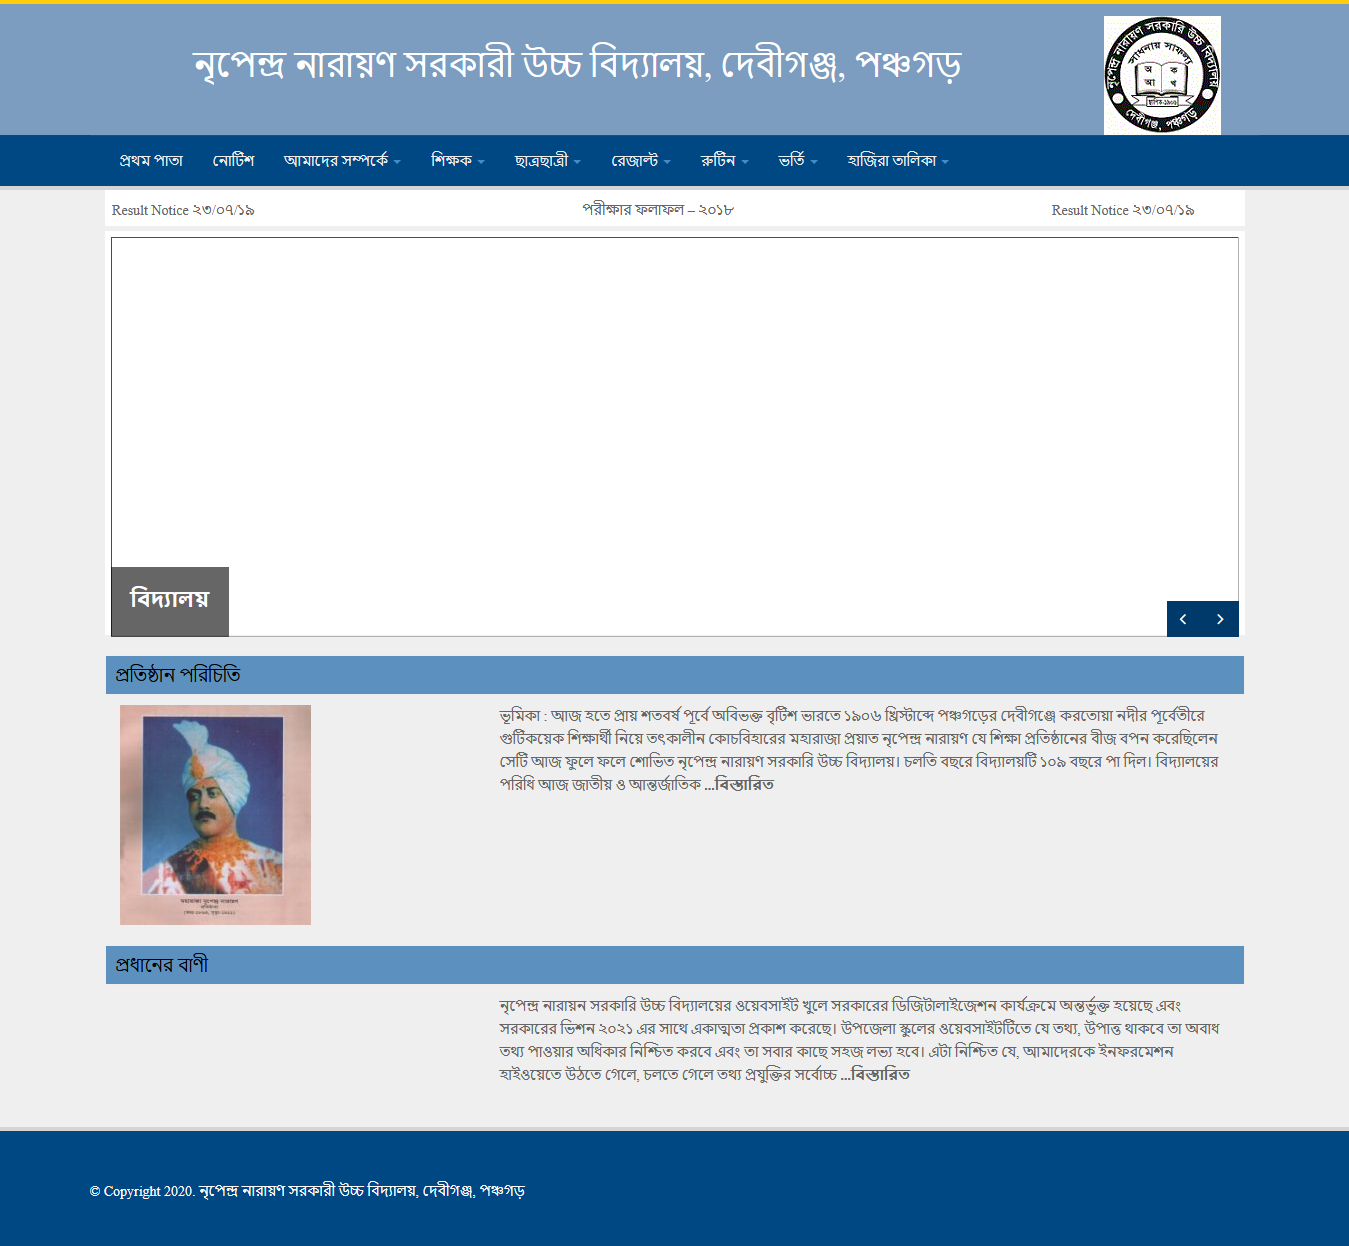 নৃপেন্দ্র নারায়ণ সরকারী উচ্চ বিদ্যালয়, দেবীগঞ্জ, পঞ্চগড়
নৃপেন্দ্র নারায়ণ সরকারি উচ্চ বিদ্যালয়
সাধনায় সাফল্য
অ ক
আ খ
স্থাপিত-১৯০৬
দেবীগঞ্জ, পঞ্চগড়
প্রথম পাতা নোটিশ আমাদের সম্পর্কে শিক্ষক ছাত্রছাত্রী রেজাল্ট রুটিন ভর্তি হাজিরা তালিকা
Result Notice ২৩/০৭/১৯ পরীক্ষার ফলাফল – ২০১৮ Result Notice ২৩/০৭/১৯
বিদ্যালয়
প্রতিষ্ঠান পরিচিতি
ভূমিকা : আজ হতে প্রায় শতবর্ষ পূর্বে অবিভক্ত বৃটিশ ভারতে ১৯০৬ খ্রিস্টাব্দে পঞ্চগড়ের দেবীগঞ্জে করতোয়া নদীর পূর্বেতীরে
গুটিকয়েক শিক্ষার্থী নিয়ে তৎকালীন কোচবিহারের মহারাজা প্রয়াত নৃপেন্দ্র নারায়ণ যে শিক্ষা প্রতিষ্ঠানের বীজ বপন করেছিলেন
সেটি আজ ফুলে ফলে শোভিত নৃপেন্দ্র নারায়ণ সরকারি উচ্চ বিদ্যালয়। চলতি বছরে বিদ্যালয়টি ১০৯ বছরে পা দিল। বিদ্যালয়ের
পরিধি আজ জাতীয় ও আন্তর্জাতিক ...বিস্তারিত
মহারাজা নৃপেন্দ্র নারায়ণ
প্রধানের বাণী
নৃপেন্দ্র নারায়ন সরকারি উচ্চ বিদ্যালয়ের ওয়েবসাইট খুলে সরকারের ডিজিটালাইজেশন কার্যক্রমে অন্তর্ভুক্ত হয়েছে এবং
সরকারের ভিশন ২০২১ এর সাথে একাত্মতা প্রকাশ করেছে। উপজেলা স্কুলের ওয়েবসাইটটিতে যে তথ্য, উপাত্ত থাকবে তা অবাধ
তথ্য পাওয়ার অধিকার নিশ্চিত করবে এবং তা সবার কাছে সহজ লভ্য হবে। এটা নিশ্চিত যে, আমাদেরকে ইনফরমেশন
হাইওয়েতে উঠতে গেলে, চলতে গেলে তথ্য প্রযুক্তির সর্বোচ্চ ...বিস্তারিত
© Copyright 2020. নৃপেন্দ্র নারায়ণ সরকারী উচ্চ বিদ্যালয়, দেবীগঞ্জ, পঞ্চগড়